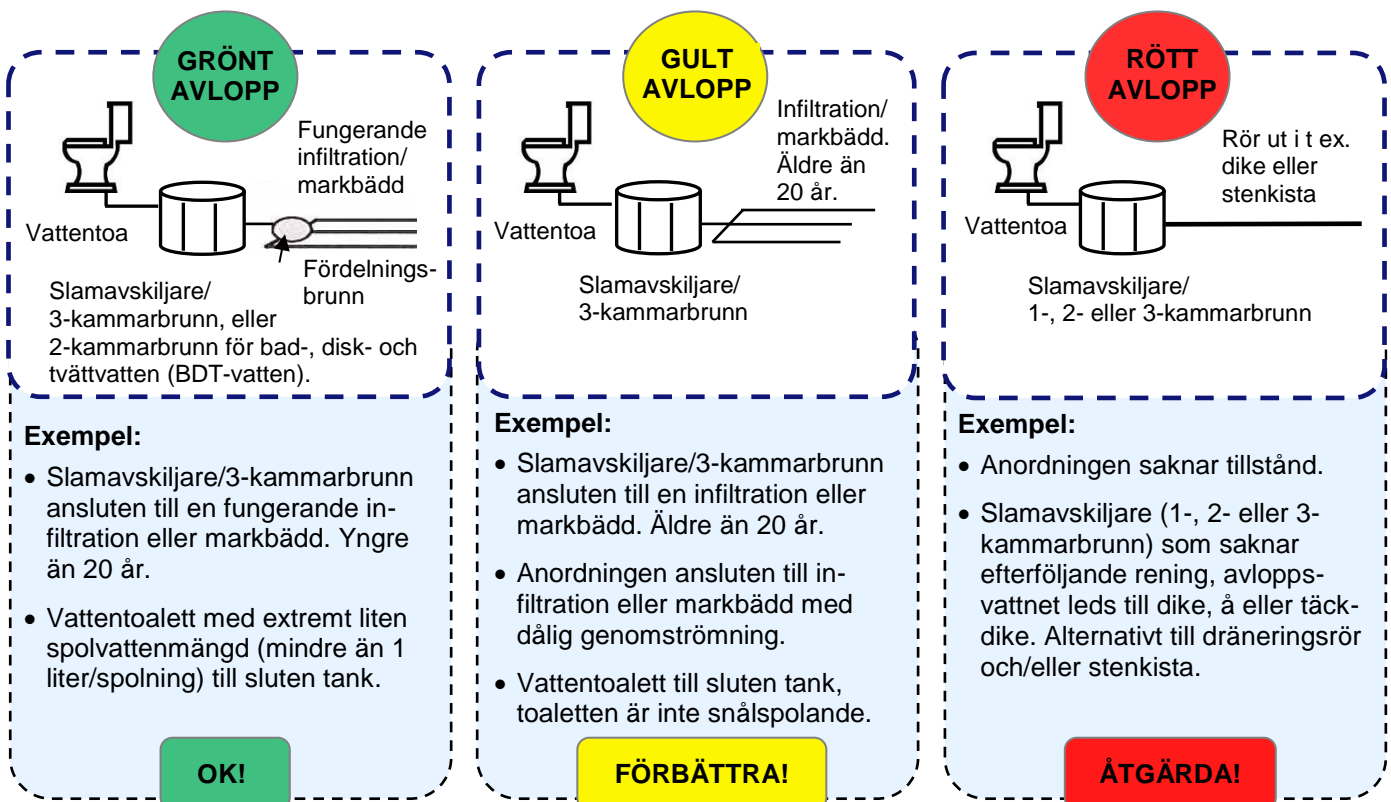 GRÖNT
AVLOPP
Fungerande
infiltration/
markbädd
Vattentoa
Fördelnings-
brunn
Slamavskiljare/
3-kammarbrunn, eller
2-kammarbrunn för bad-, disk- och
tvättvatten (BDT-vatten).
Exempel:
• Slamavskiljare/3-kammarbrunn
ansluten till en fungerande in-
filtration eller markbädd. Yngre
än 20 år.
• Vattentoalett med extremt liten
spolvattenmängd (mindre än 1
liter/spolning) till sluten tank.
OK!
GULT
AVLOPP
Infiltration/
markbädd.
Äldre än
20 år.
Vattentoa
Slamavskiljare/
3-kammarbrunn
Exempel:
• Slamavskiljare/3-kammarbrunn
ansluten till en infiltration eller
markbädd. Äldre än 20 år.
• Anordningen ansluten till in-
filtration eller markbädd med
dålig genomströmning.
• Vattentoalett till sluten tank,
toaletten är inte snålspolande.
FÖRBÄTTRA!
RÖTT
AVLOPP
Rör ut i t ex.
dike eller
stenkista
Vattentoa
Slamavskiljare/
1-, 2- eller 3-kammarbrunn
Exempel:
• Anordningen saknar tillstånd.
• Slamavskiljare (1-, 2- eller 3-
kammarbrunn) som saknar
efterföljande rening, avlopps-
vattnet leds till dike, å eller täck-
dike. Alternativt till dräneringsrör
och/eller stenkista.
ÅTGÄRDA!